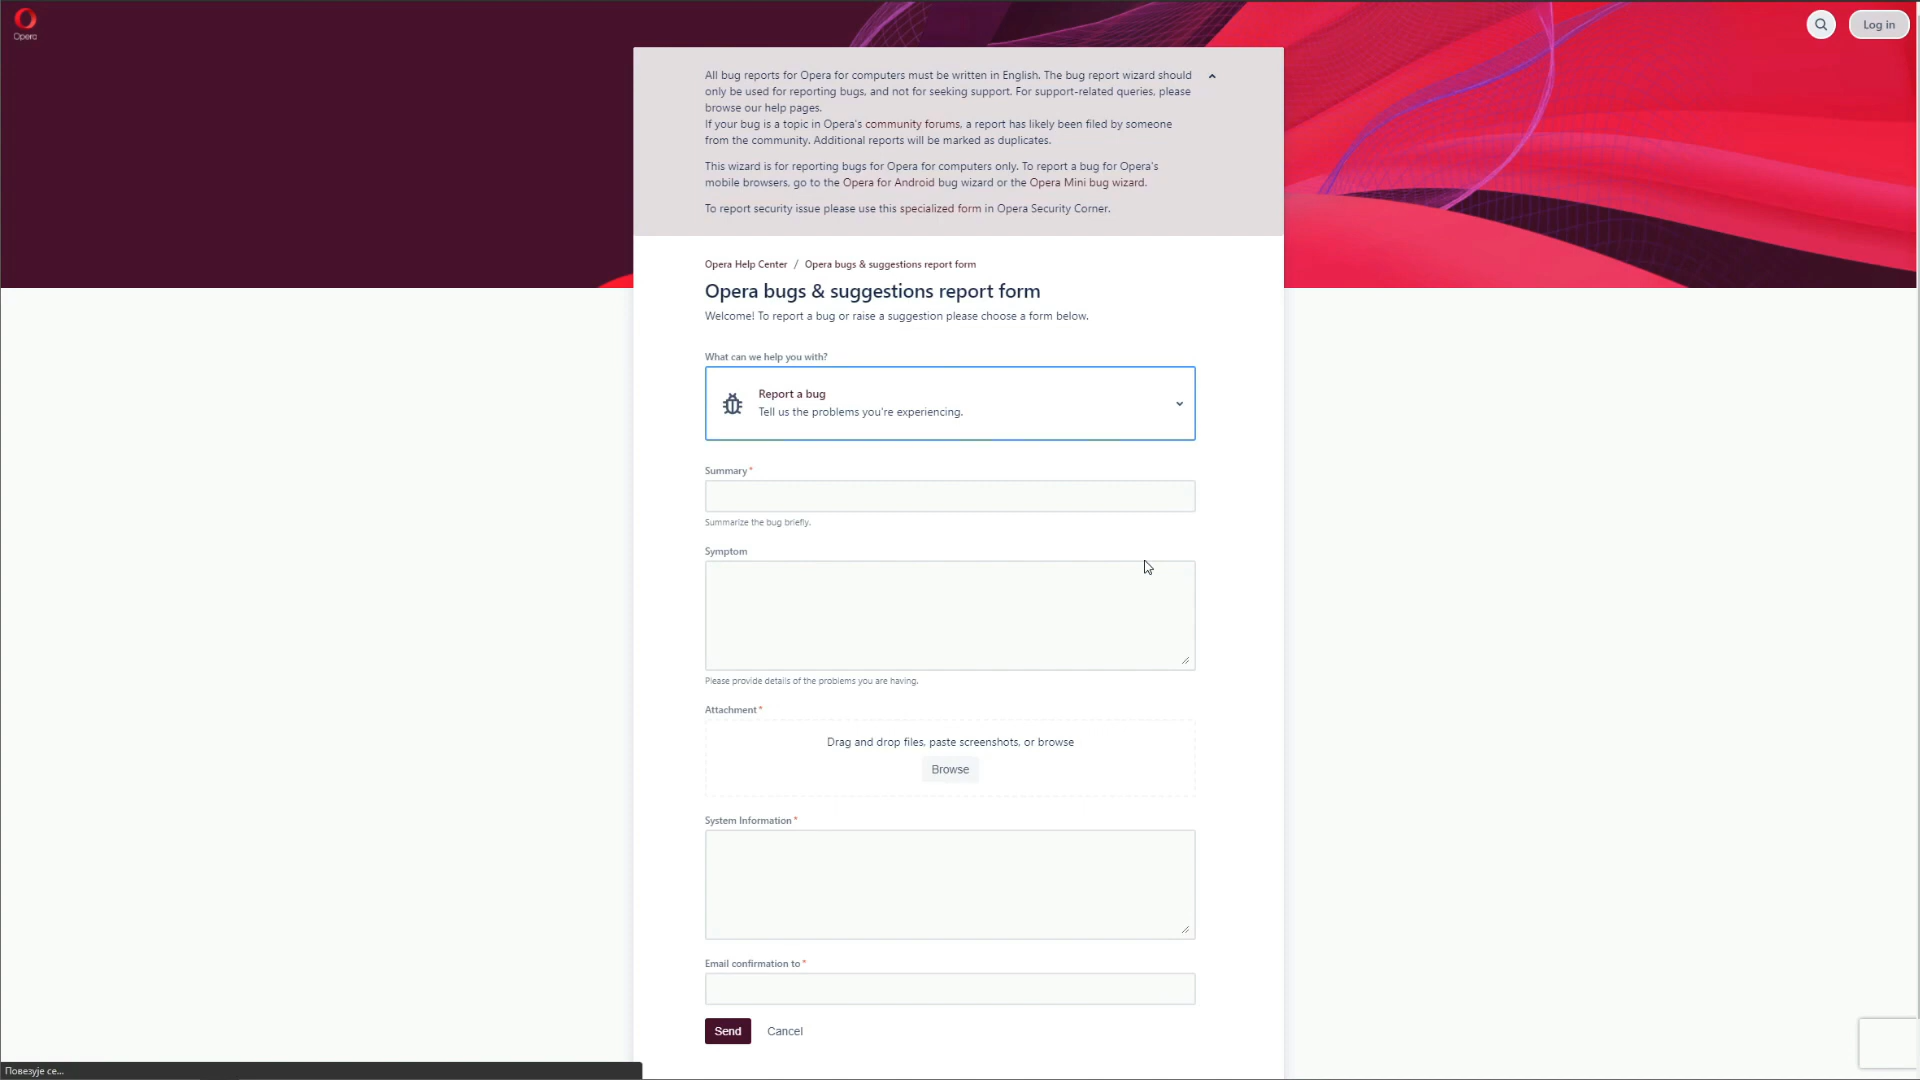 Opera
Log in
All bug reports for Opera for computers must be written in English. The bug report wizard should
only be used for reporting bugs, and not for seeking support. For support-related queries, please
browse our help pages.
If your bug is a topic in Opera's community forums, a report has likely been filed by someone
from the community. Additional reports will be marked as duplicates.
This wizard is for reporting bugs for Opera for computers only. To report a bug for Opera's
mobile browsers, go to the Opera for Android bug wizard or the Opera Mini bug wizard.
To report security issue please use this specialized form in Opera Security Corner.
Opera Help Center / Opera bugs & suggestions report form
Opera bugs & suggestions report form
Welcome! To report a bug or raise a suggestion please choose a form below.
What can we help you with?
Report a bug
Tell us the problems you're experiencing.
Summary*
Summarize the bug briefly.
Symptom
Please provide details of the problems you are having.
Attachment*
Drag and drop files, paste screenshots, or browse
Browse
System Information*
Email confirmation to*
Send Cancel
Повезује се...